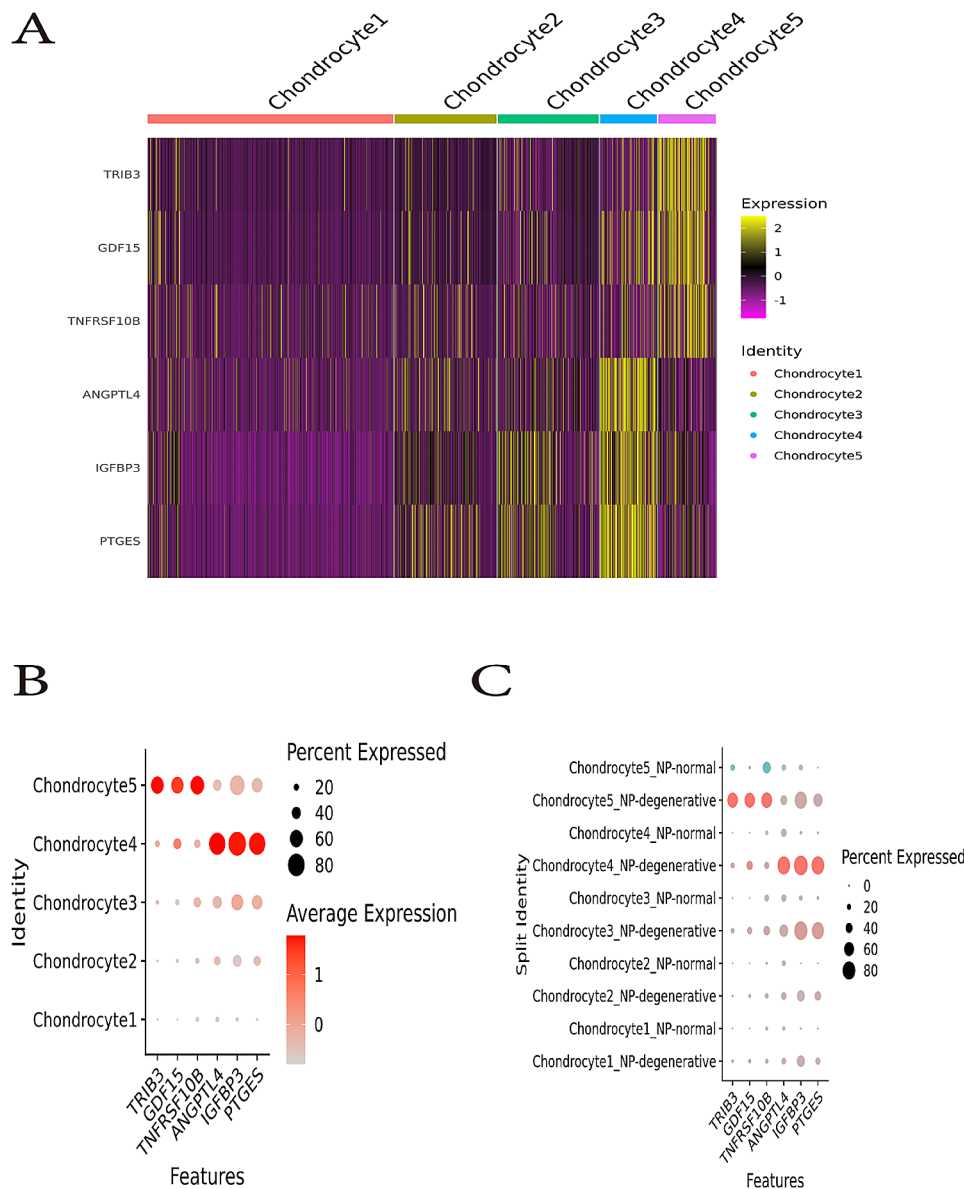 A
Chondrocyte1
Chondrocyte2
Chondrocyte3
Chondrocyte4
Chondrocyte5
TRIB3
GDF15
TNFRSF10B
ANGPTL4
IGFBP3
PTGES
Expression
2
1
0
-1
Identity
Chondrocyte1
Chondrocyte2
Chondrocyte3
Chondrocyte4
Chondrocyte5
B
Identity
Chondrocyte5
Chondrocyte4
Chondrocyte3
Chondrocyte2
Chondrocyte1
TRIB3
GDF15
TNFRSF10B
ANGPTL4
IGFBP3
PTGES
Features
Percent Expressed
20
40
60
80
Average Expression
1
0
C
Split Identity
Chondrocyte5_NP-normal
Chondrocyte5_NP-degenerative
Chondrocyte4_NP-normal
Chondrocyte4_NP-degenerative
Chondrocyte3_NP-normal
Chondrocyte3_NP-degenerative
Chondrocyte2_NP-normal
Chondrocyte2_NP-degenerative
Chondrocyte1_NP-normal
Chondrocyte1_NP-degenerative
TRIB3
GDF15
TNFRSF10B
ANGPTL4
IGFBP3
PTGES
Features
Percent Expressed
0
20
40
60
80